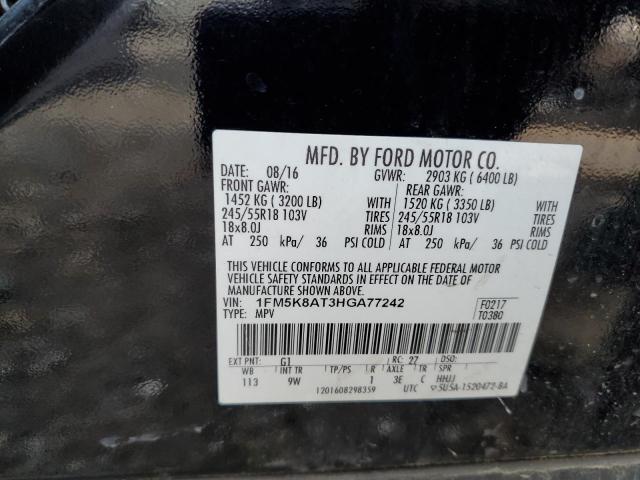 MFD. BY FORD MOTOR CO.
DATE: 08/16 GVWR: 2903 KG ( 6400 LB)
FRONT GAWR: REAR GAWR:
1452 KG ( 3200 LB) WITH 1520 KG ( 3350 LB) WITH
245/55R18 103V TIRES 245/55R18 103V TIRES
18x8.0J RIMS 18x8.0J RIMS
AT 250 kPa/ 36 PSI COLD AT 250 kPa/ 36 PSI COLD
THIS VEHICLE CONFORMS TO ALL APPLICABLE FEDERAL MOTOR
VEHICLE SAFETY STANDARDS IN EFFECT ON THE DATE OF
MANUFACTURE SHOWN ABOVE.
VIN: 1FM5K8AT3HGA77242 F0217
TYPE: MPV T0380
EXT PNT: G1 RC: 27 DSO:
WB INT TR TP/PS R AXLE TR SPR
113 9W 1 3E C HHJJ
1201608298359 UTC 5U5A-1520472-BA